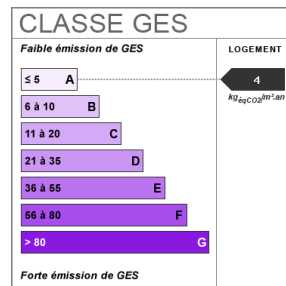 CLASSE GES
Faible émission de GES
LOGEMENT
≤ 5 A
4
kgéqCO2/m².an
6 à 10 B
11 à 20 C
21 à 35 D
36 à 55 E
56 à 80 F
> 80 G
Forte émission de GES